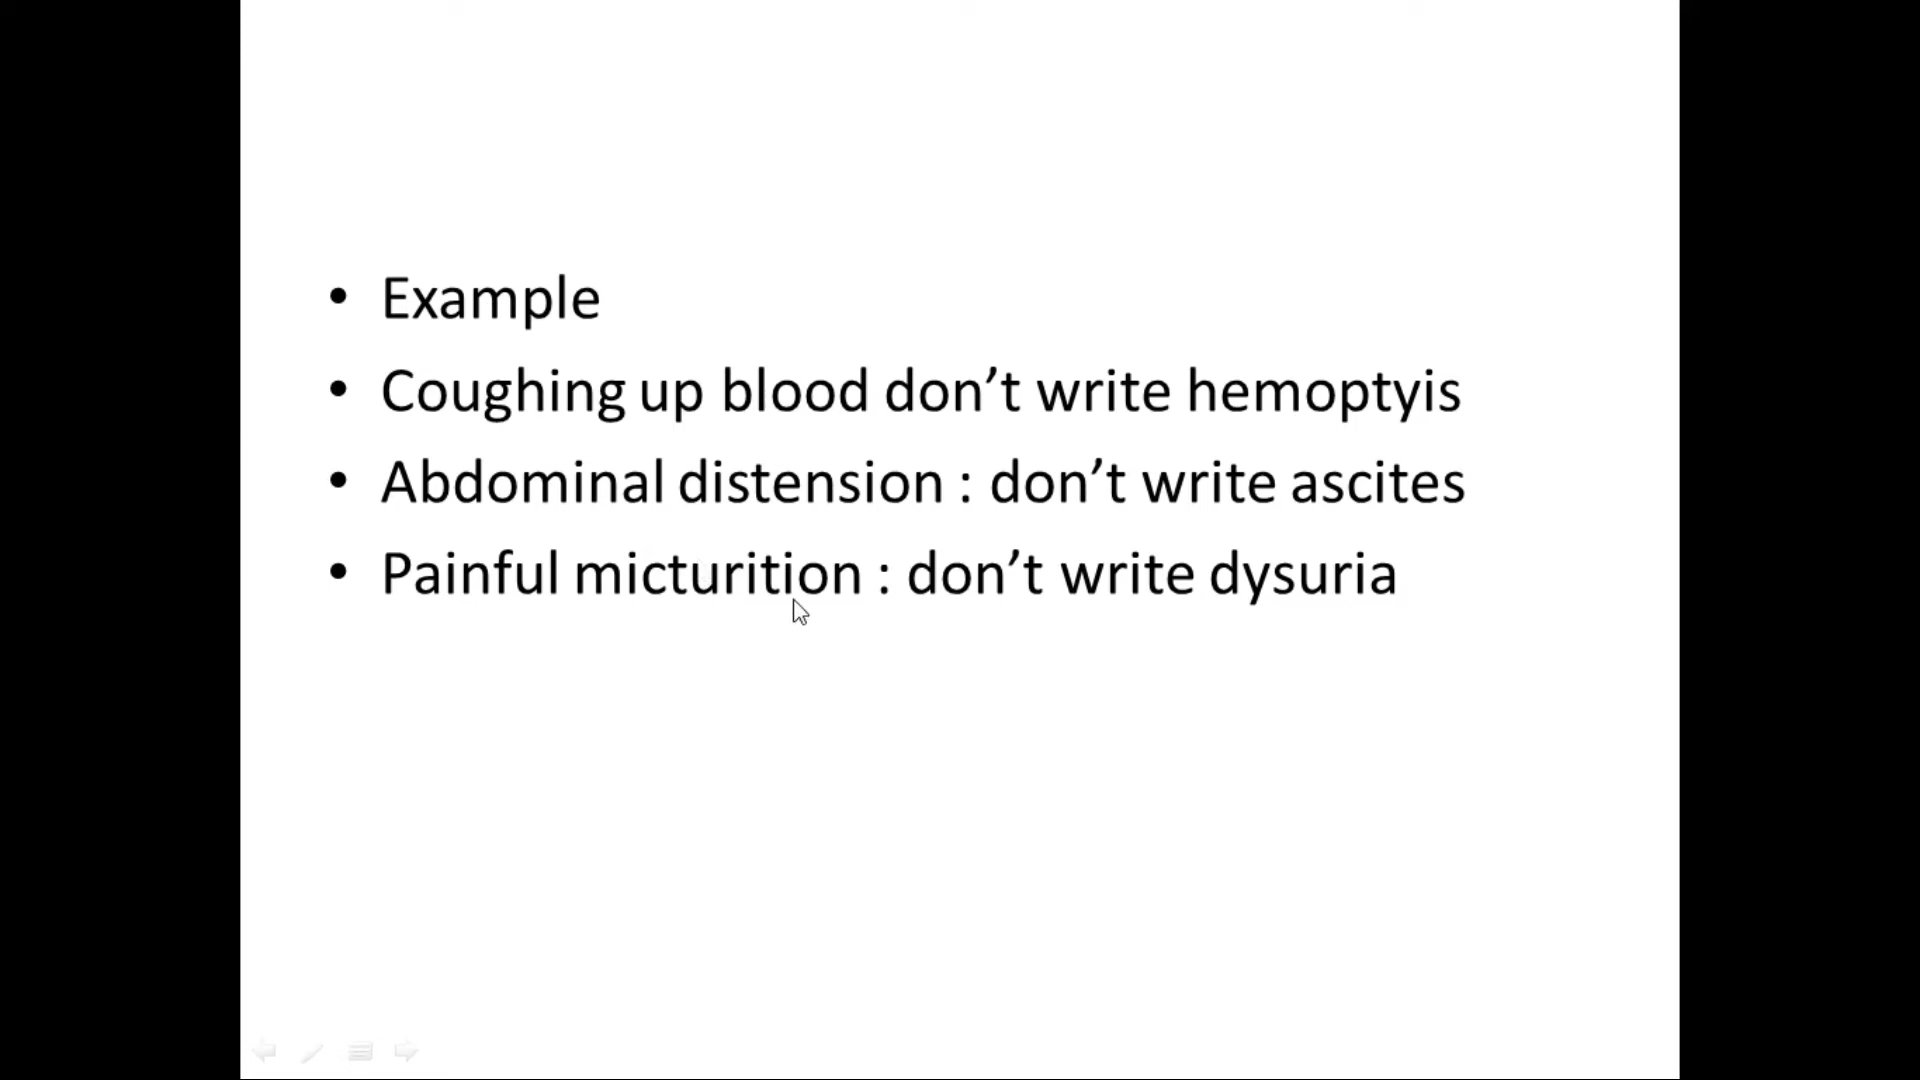 • Example
• Coughing up blood don’t write hemoptyis
• Abdominal distension : don’t write ascites
• Painful micturition : don’t write dysuria